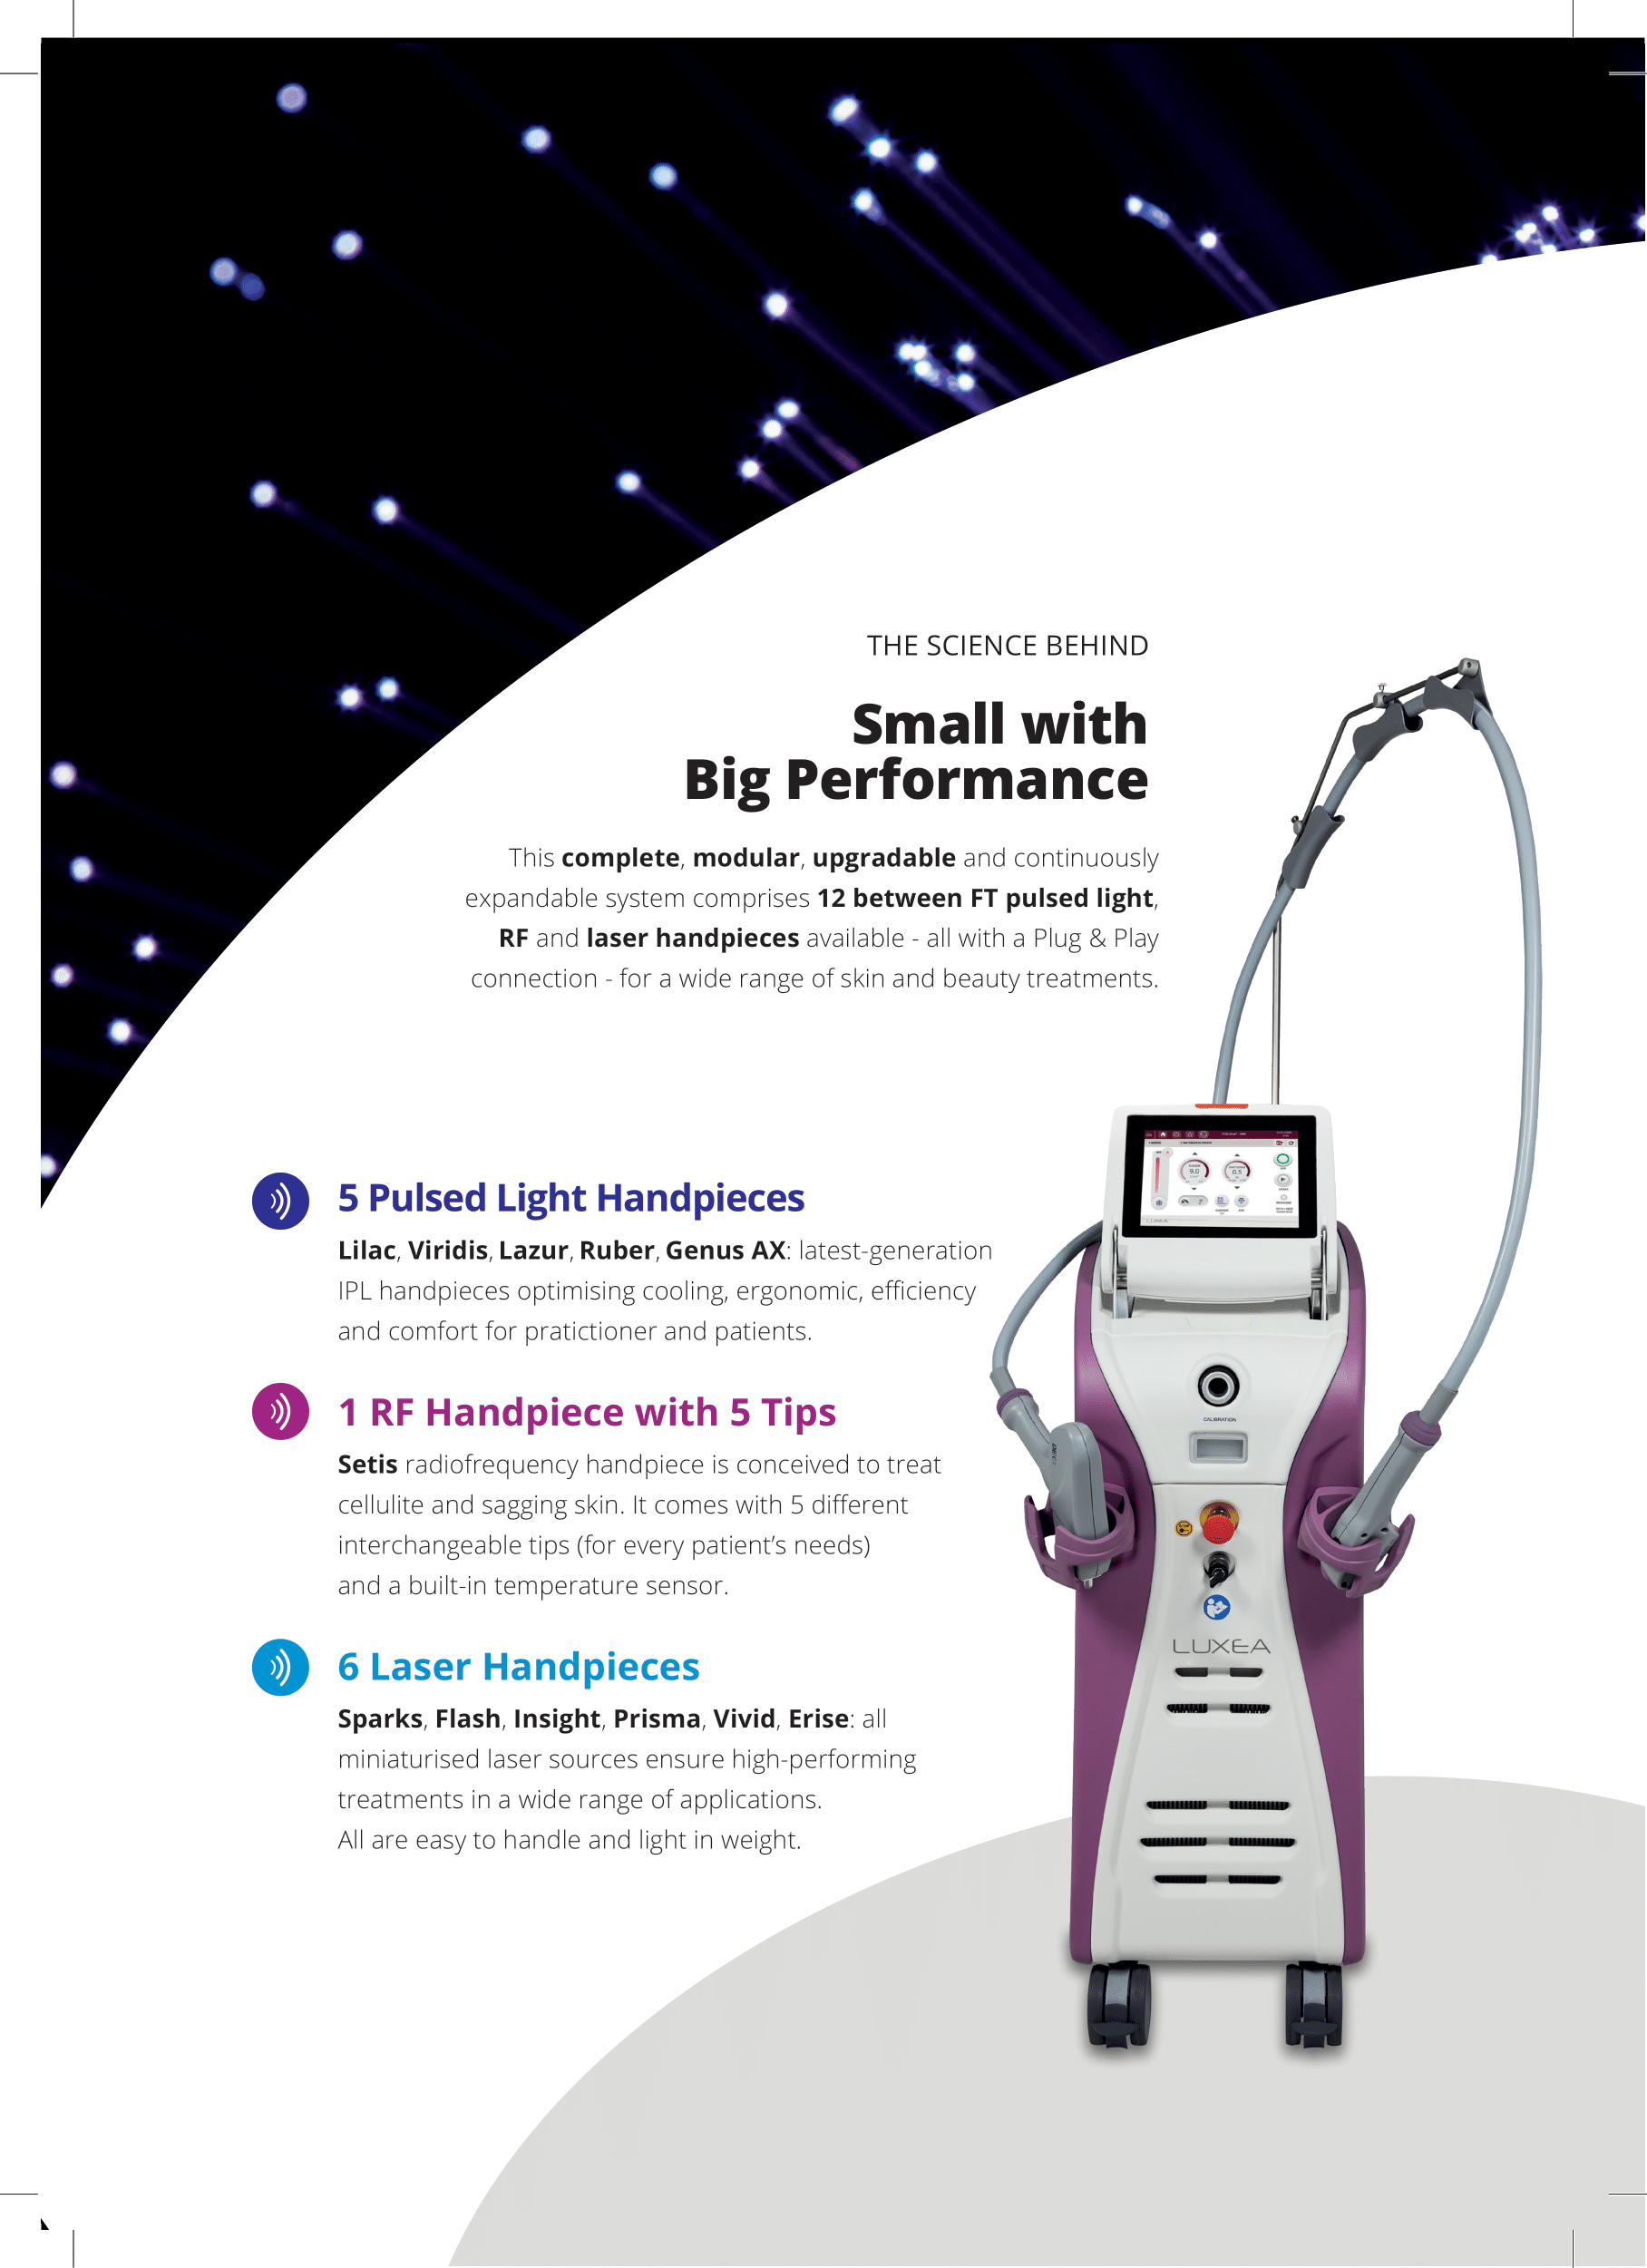 THE SCIENCE BEHIND
Small with
Big Performance
This complete, modular, upgradable and continuously
expandable system comprises 12 between FT pulsed light,
RF and laser handpieces available - all with a Plug & Play
connection - for a wide range of skin and beauty treatments.
5 Pulsed Light Handpieces
Lilac, Viridis, Lazur, Ruber, Genus AX: latest-generation
IPL handpieces optimising cooling, ergonomic, efficiency
and comfort for pratictioner and patients.
1 RF Handpiece with 5 Tips
Setis radiofrequency handpiece is conceived to treat
cellulite and sagging skin. It comes with 5 different
interchangeable tips (for every patient's needs)
and a built-in temperature sensor.
6 Laser Handpieces
Sparks, Flash, Insight, Prisma, Vivid, Erise: all
miniaturised laser sources ensure high-performing
treatments in a wide range of applications.
All are easy to handle and light in weight.
9.0
0.5
LUXEA
CALIBRATION
LUXEA